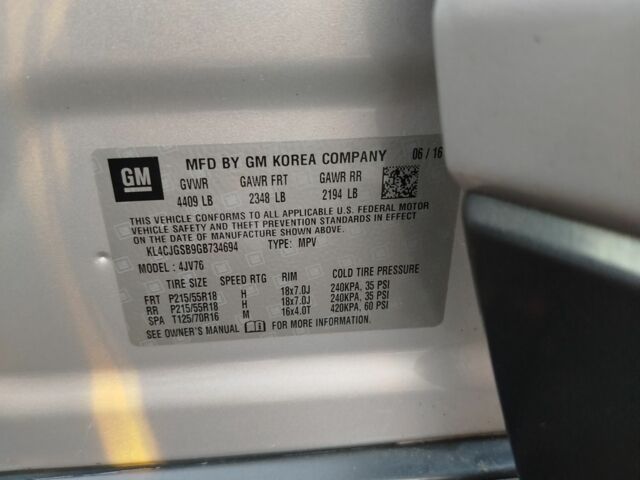 GM
MFD BY GM KOREA COMPANY 06 / 16
GVWR GAWR FRT GAWR RR
4409 LB 2348 LB 2194 LB
THIS VEHICLE CONFORMS TO ALL APPLICABLE U.S. FEDERAL MOTOR
VEHICLE SAFETY, BUMPER, AND THEFT PREVENTION STANDARDS IN EFFECT
ON THE DATE OF MANUFACTURE SHOWN ABOVE.
KL4CJGSB9GB734694 TYPE: MPV
MODEL : 4JV76
TIRE SIZE SPEED RTG RIM COLD TIRE PRESSURE
FRT P215/55R18 H 18x7.0J 240KPA, 35 PSI
RR P215/55R18 H 18x7.0J 240KPA, 35 PSI
SPA T125/70R16 M 16x4.0T 420KPA, 60 PSI
SEE OWNER'S MANUAL FOR MORE INFORMATION.